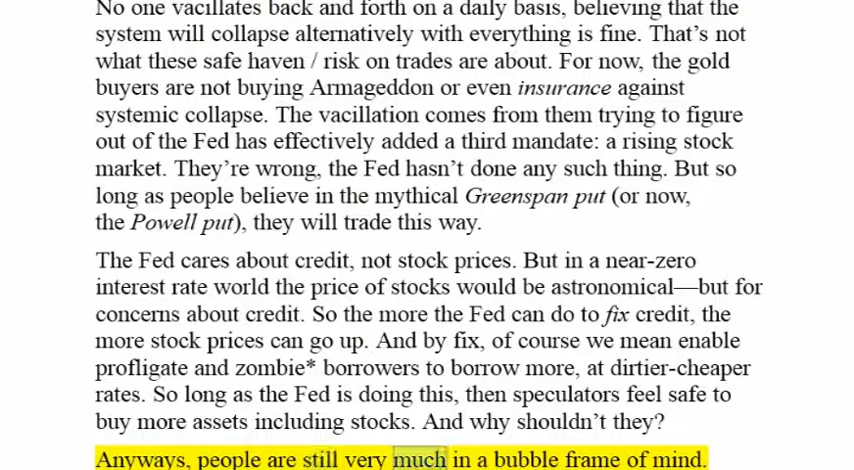 No one vacillates back and forth on a daily basis, believing that the
system will collapse alternatively with everything is fine. That’s not
what these safe haven / risk on trades are about. For now, the gold
buyers are not buying Armageddon or even insurance against
systemic collapse. The vacillation comes from them trying to figure
out of the Fed has effectively added a third mandate: a rising stock
market. They’re wrong, the Fed hasn’t done any such thing. But so
long as people believe in the mythical Greenspan put (or now,
the Powell put), they will trade this way.
The Fed cares about credit, not stock prices. But in a near-zero
interest rate world the price of stocks would be astronomical—but for
concerns about credit. So the more the Fed can do to fix credit, the
more stock prices can go up. And by fix, of course we mean enable
profligate and zombie* borrowers to borrow more, at dirtier-cheaper
rates. So long as the Fed is doing this, then speculators feel safe to
buy more assets including stocks. And why shouldn’t they?
Anyways, people are still very much in a bubble frame of mind.